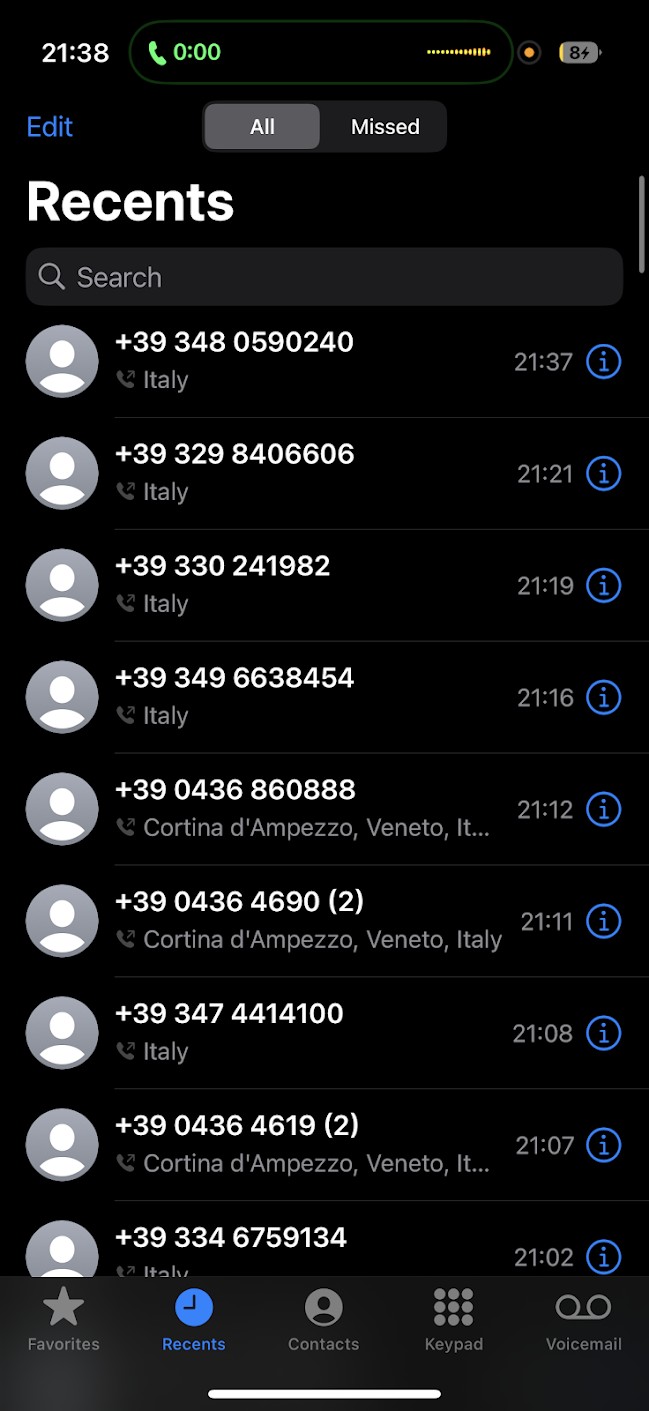 21:38
0:00
8
Edit
All
Missed
Recents
Search
+39 348 0590240
Italy
21:37
+39 329 8406606
Italy
21:21
+39 330 241982
Italy
21:19
+39 349 6638454
Italy
21:16
+39 0436 860888
Cortina d'Ampezzo, Veneto, It...
21:12
+39 0436 4690 (2)
Cortina d'Ampezzo, Veneto, Italy
21:11
+39 347 4414100
Italy
21:08
+39 0436 4619 (2)
Cortina d'Ampezzo, Veneto, It...
21:07
+39 334 6759134
Italy
21:02
Favorites
Recents
Contacts
Keypad
Voicemail